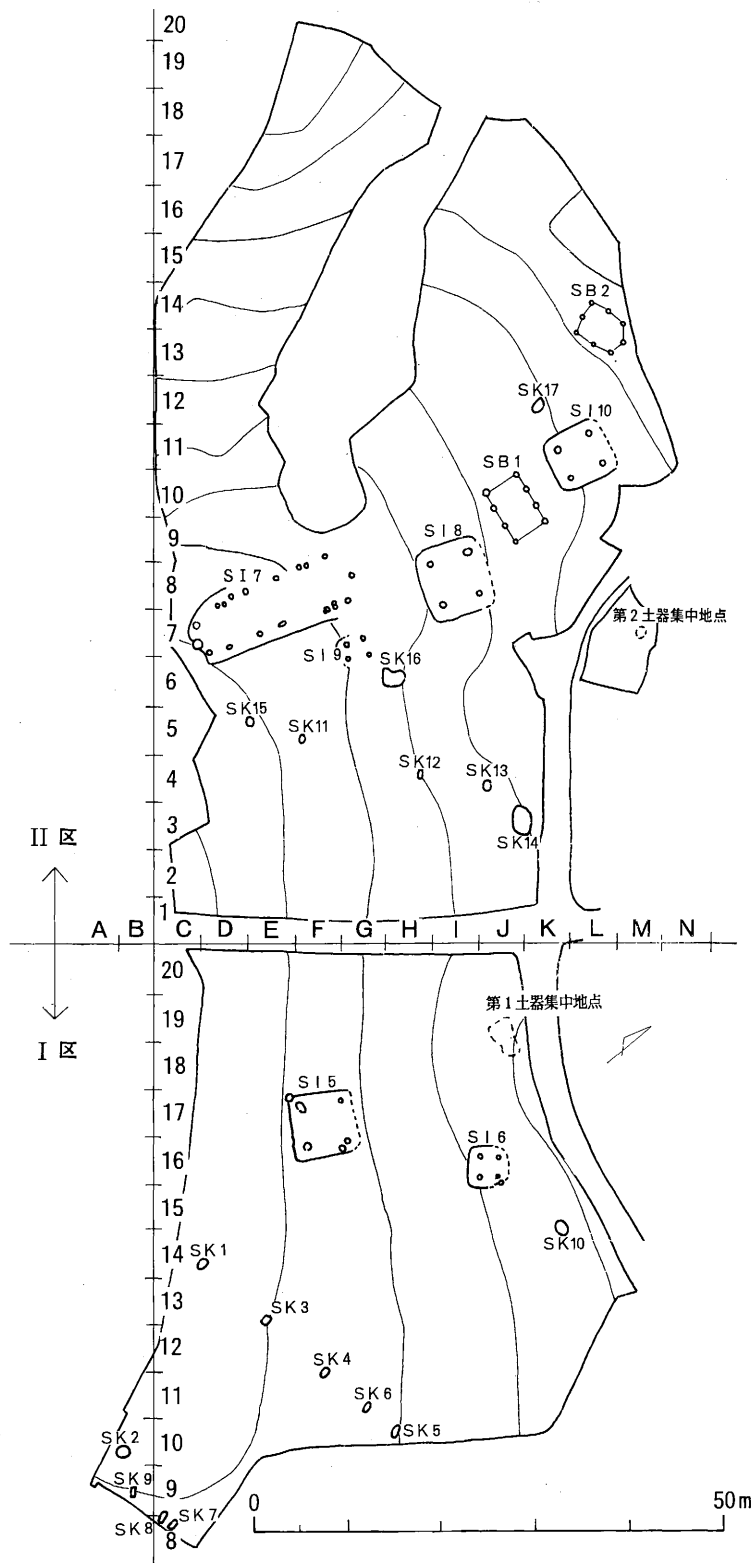 20
19
18
17
16
15
14
SB2
13
SK17
12
SI10
11
SB1
10
9
SI8
8
SI7
第2土器集中地点
7
SI9
SK16
6
SK15
5
SK11
SK12
SK13
4
3
SK14
II 区
2
1
A B C D E F G H I J K L M N
20
第1土器集中地点
19
I 区
18
SI5
17
SI6
16
15
SK10
14
SK1
13
SK3
12
SK4
11
SK6
SK5
10
SK2
SK9
9
0 50m
SK8
SK7
8